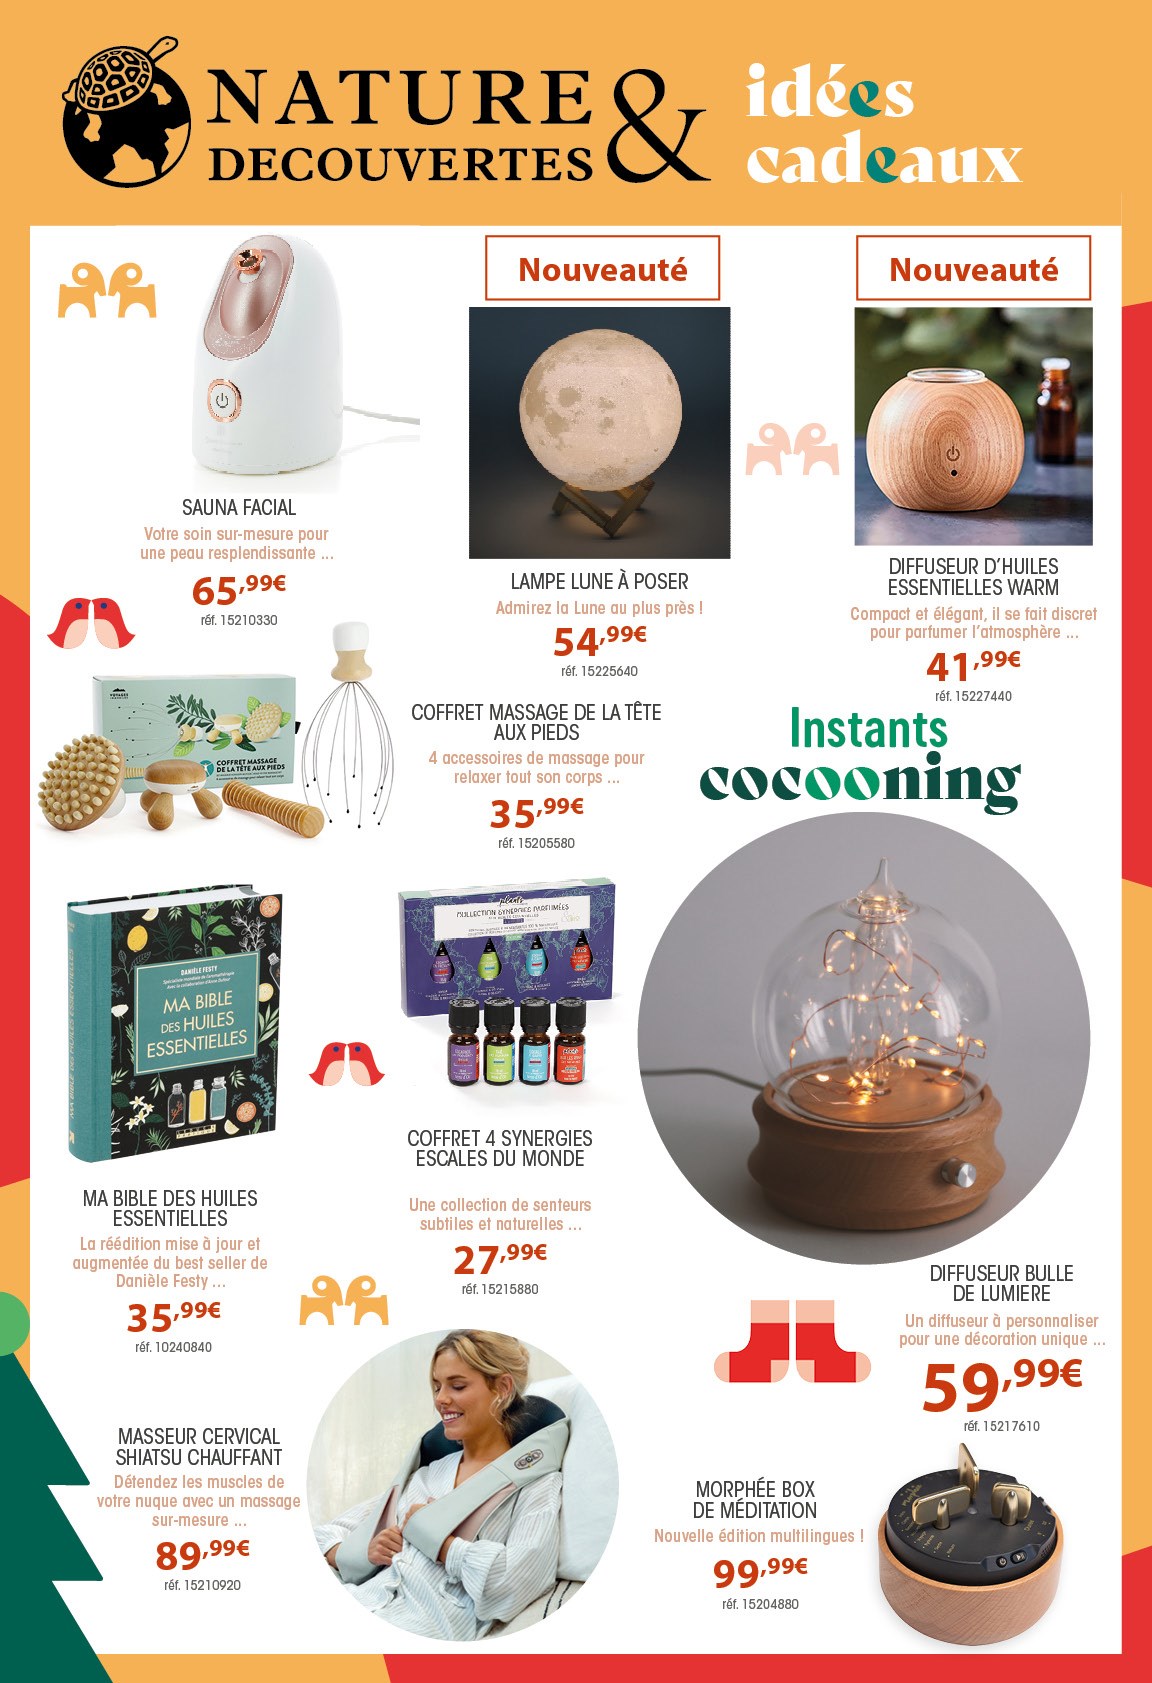 NATURE &
DECOUVERTES
idées
cadeaux
Nouveauté
Nouveauté
SAUNA FACIAL
Votre soin sur-mesure pour
une peau resplendissante ...
65,99€
réf. 15210330
LAMPE LUNE À POSER
Admirez la Lune au plus près !
54,99€
réf. 15225640
DIFFUSEUR D’HUILES
ESSENTIELLES WARM
Compact et élégant, il se fait discret
pour parfumer l’atmosphère ...
41,99€
réf. 15227440
COFFRET MASSAGE
DE LA TÊTE AUX PIEDS
COFFRET MASSAGE DE LA TÊTE
AUX PIEDS
4 accessoires de massage pour
relaxer tout son corps ...
35,99€
réf. 15205580
Instants
cocooning
DANIÈLE FESTY
MA BIBLE
DES HUILES
ESSENTIELLES
MA BIBLE DES HUILES ESSENTIELLES
MA BIBLE DES HUILES
ESSENTIELLES
La réédition mise à jour et
augmentée du best seller de
Danièle Festy ...
35,99€
réf. 10240840
plants
COLLECTION SYNERGIES PARFUMÉES
COFFRET 4 SYNERGIES
ESCALES DU MONDE
Une collection de senteurs
subtiles et naturelles ...
27,99€
réf. 15215880
DIFFUSEUR BULLE
DE LUMIERE
Un diffuseur à personnaliser
pour une décoration unique ...
59,99€
réf. 15217610
MASSEUR CERVICAL
SHIATSU CHAUFFANT
Détendez les muscles de
votre nuque avec un massage
sur-mesure ...
89,99€
réf. 15210920
MORPHÉE BOX
DE MÉDITATION
Nouvelle édition multilingues !
99,99€
réf. 15204880